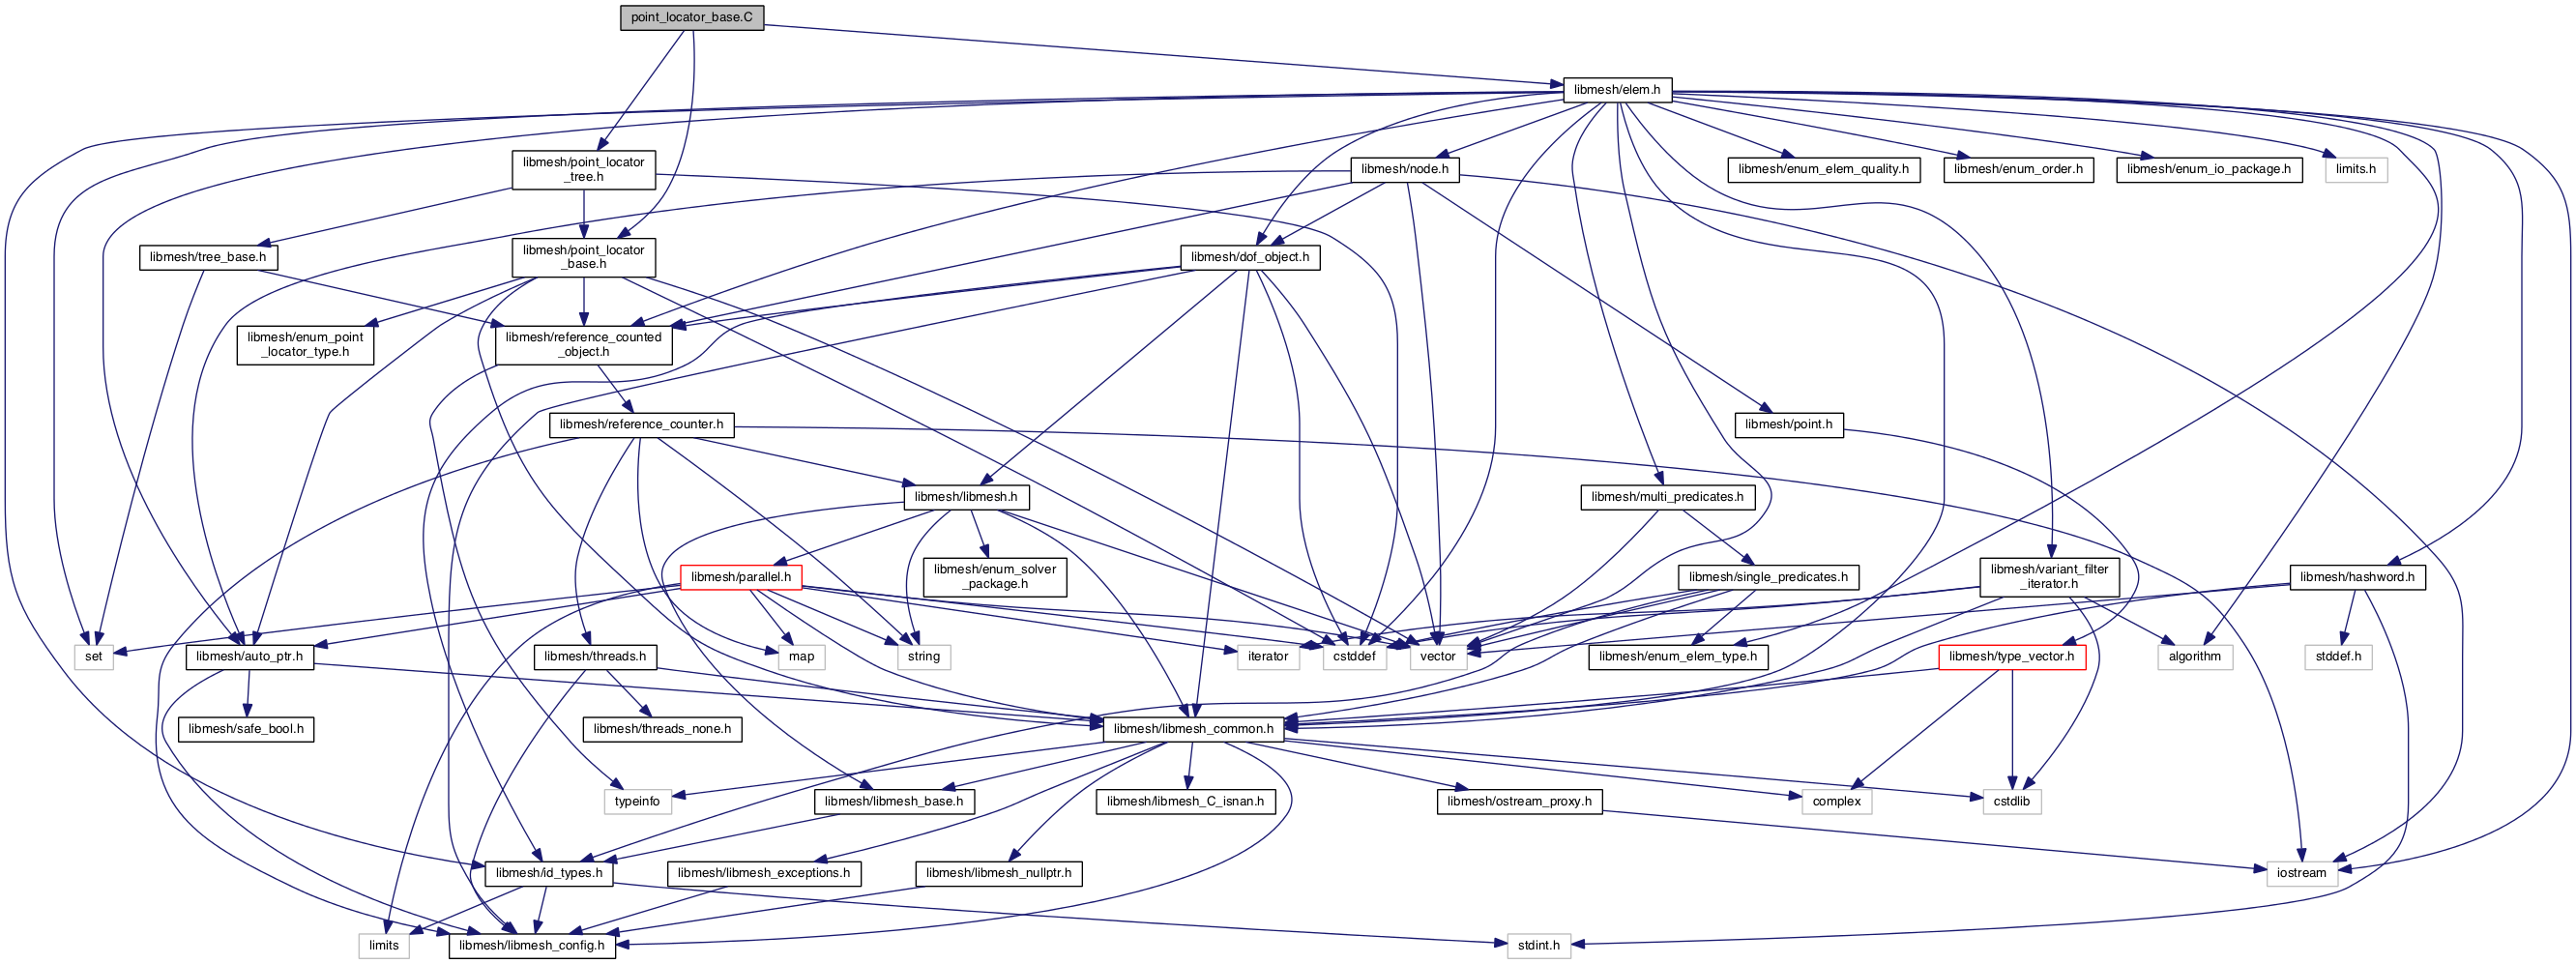 point_locator_base.C
libmesh/elem.h
libmesh/point_locator
_tree.h
libmesh/node.h
libmesh/enum_elem_quality.h
libmesh/enum_order.h
libmesh/enum_io_package.h
limits.h
libmesh/tree_base.h
libmesh/point_locator
_base.h
libmesh/dof_object.h
libmesh/enum_point
_locator_type.h
libmesh/reference_counted
_object.h
libmesh/reference_counter.h
libmesh/point.h
libmesh/libmesh.h
libmesh/multi_predicates.h
libmesh/parallel.h
libmesh/enum_solver
_package.h
libmesh/single_predicates.h
libmesh/variant_filter
_iterator.h
libmesh/hashword.h
set
libmesh/auto_ptr.h
libmesh/threads.h
map
string
iterator
cstddef
vector
libmesh/enum_elem_type.h
libmesh/type_vector.h
algorithm
stddef.h
libmesh/safe_bool.h
libmesh/threads_none.h
libmesh/libmesh_common.h
typeinfo
libmesh/libmesh_base.h
libmesh/libmesh_C_isnan.h
libmesh/ostream_proxy.h
complex
cstdlib
libmesh/id_types.h
libmesh/libmesh_exceptions.h
libmesh/libmesh_nullptr.h
iostream
limits
libmesh/libmesh_config.h
stdint.h